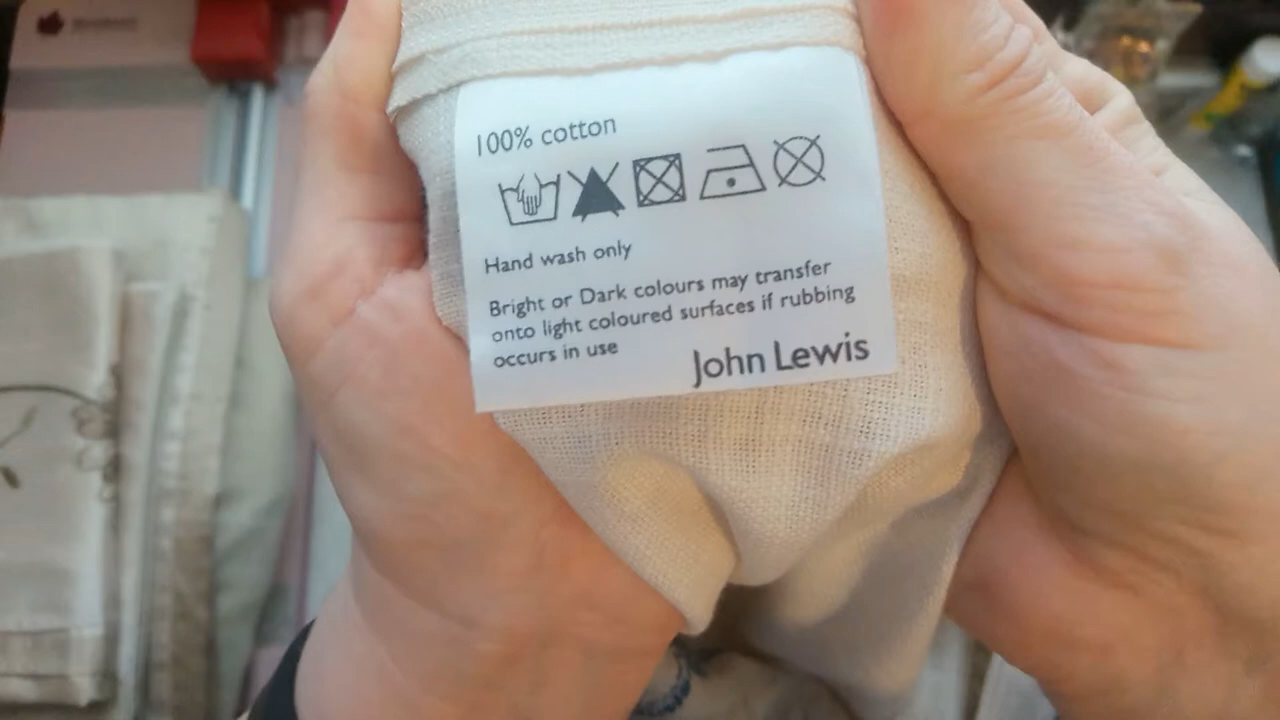 100% cotton
Hand wash only
Bright or Dark colours may transfer
onto light coloured surfaces if rubbing
occurs in use
John Lewis